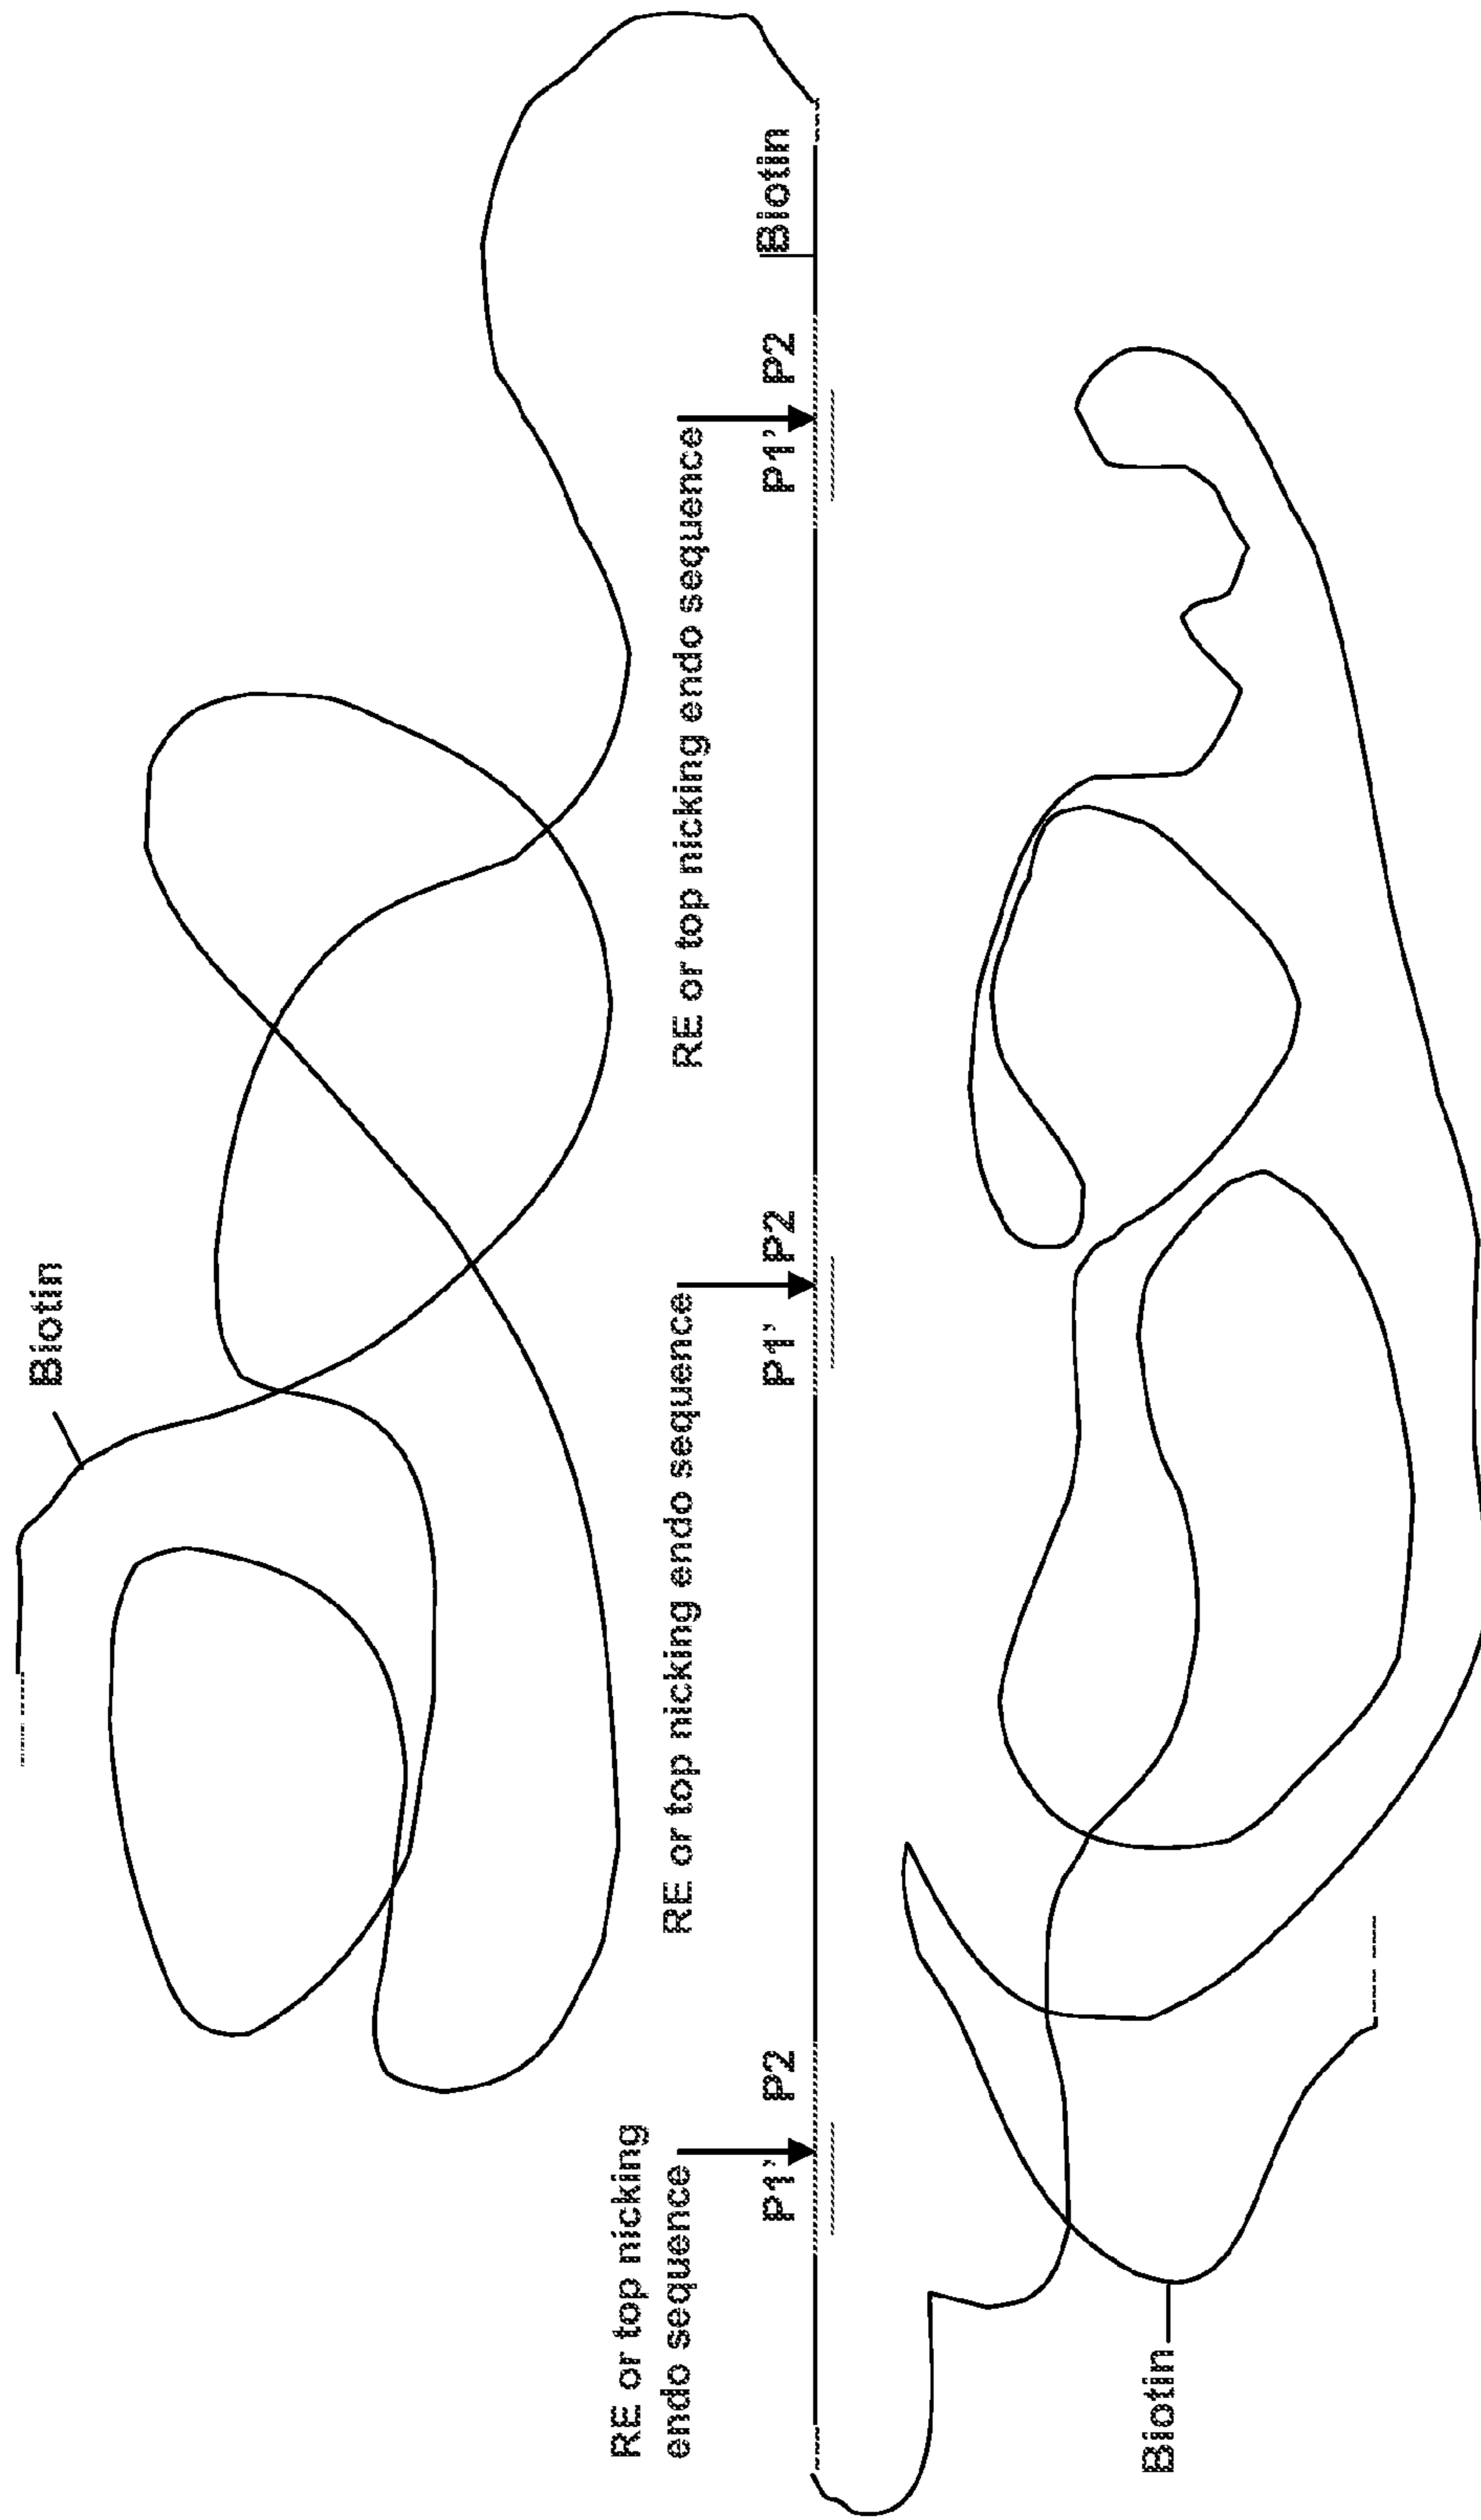 Biotin
RE or top nicking
endo sequence
RE or top nicking endo sequence
RE or top nicking endo sequence
P1' P2
P1' P2
P1' P2
Biotin
Biotin